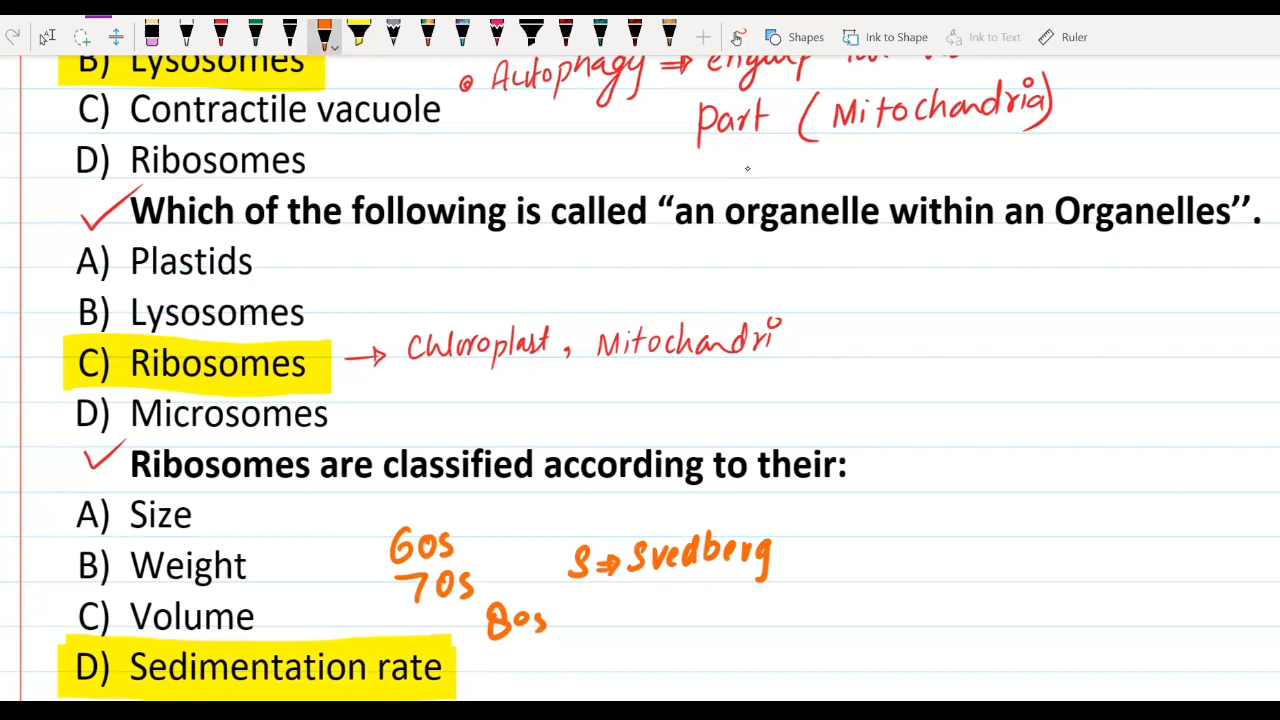 Shapes Ink to Shape Ink to Text Ruler
B) Lysosomes
• Autophagy ⇒ engulf
C) Contractile vacuole
Part (Mitochandria)
D) Ribosomes
Which of the following is called “an organelle within an Organelles’’.
A) Plastids
B) Lysosomes
C) Ribosomes → Chloroplast, Mitochandri
D) Microsomes
Ribosomes are classified according to their:
A) Size
60s
B) Weight S ⇒ Svedberg
70s
C) Volume 80s
D) Sedimentation rate